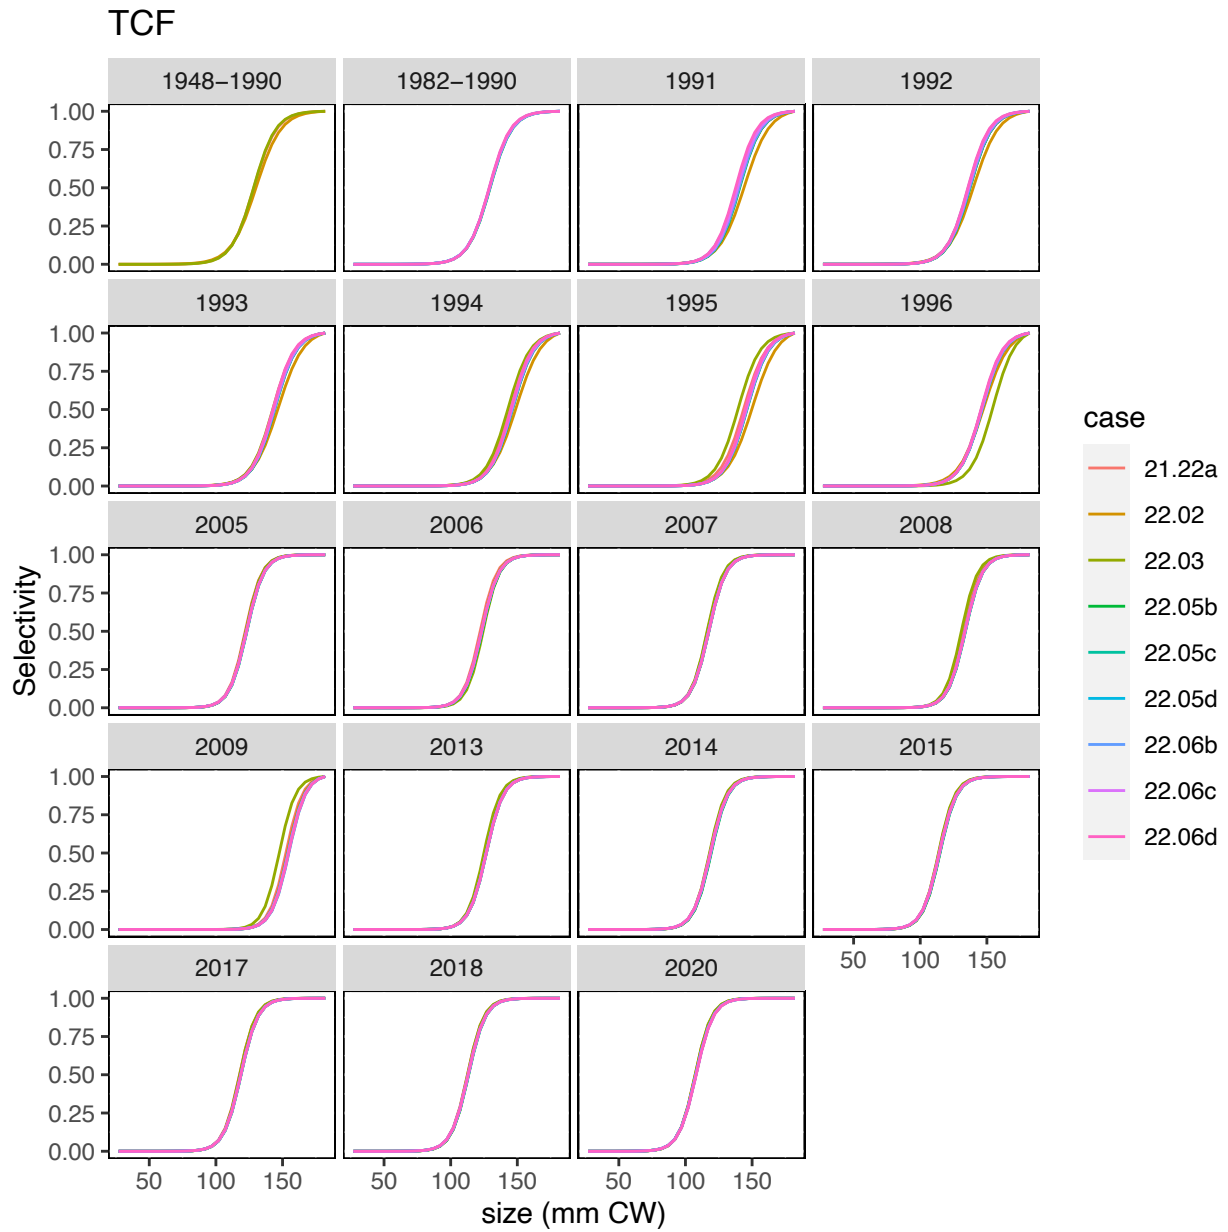 TCF
1948−1990 1982−1990 1991 1992
1.00
0.75
0.50
0.25
0.00
1993 1994 1995 1996
1.00
0.75
0.50
0.25
0.00
2005 2006 2007 2008
1.00
0.75
0.50
0.25
0.00
2009 2013 2014 2015
1.00
0.75
0.50
0.25
0.00
50 100 150
2017 2018 2020
1.00
0.75
0.50
0.25
0.00
50 100 150 50 100 150 50 100 150
size (mm CW)
Selectivity
case
21.22a
22.02
22.03
22.05b
22.05c
22.05d
22.06b
22.06c
22.06d